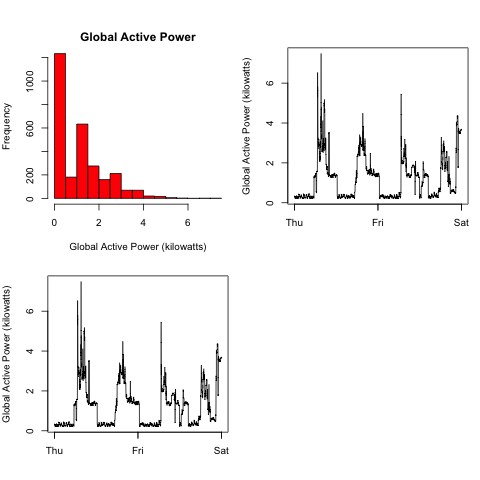 Global Active Power
Frequency
0 200 600 1000
0 2 4 6
Global Active Power (kilowatts)
Global Active Power (kilowatts)
0 2 4 6
Thu Fri Sat
Global Active Power (kilowatts)
0 2 4 6
Thu Fri Sat